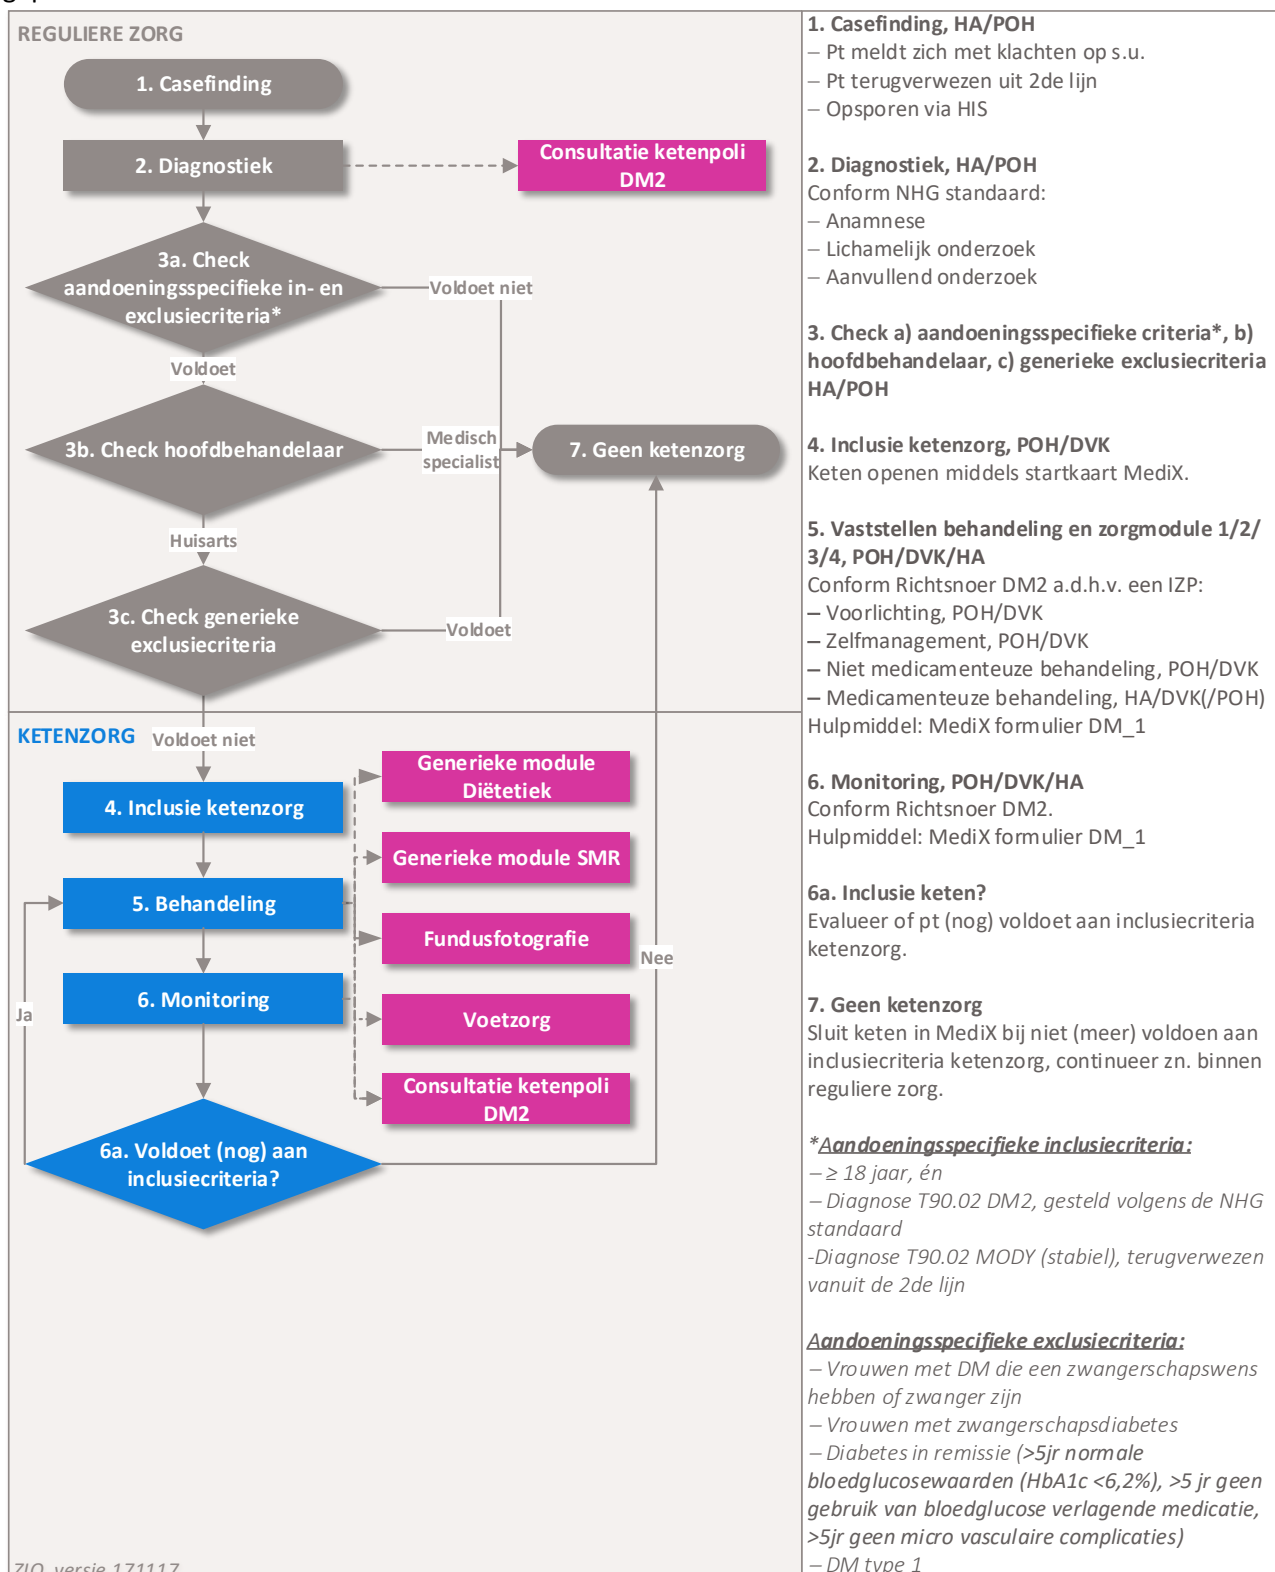 REGULIERE ZORG
1. Casefinding
2. Diagnostiek
Consultatie ketenpoli
DM2
3a. Check
aandoeningsspecifieke in- en
exclusiecriteria*
Voldoet niet
Voldoet
3b. Check hoofdbehandelaar
Medisch
specialist
7. Geen ketenzorg
Huisarts
3c. Check generieke
exclusiecriteria
Voldoet
KETENZORG
Voldoet niet
4. Inclusie ketenzorg
Generieke module
Diëtetiek
Generieke module SMR
5. Behandeling
Fundusfotografie
Nee
6. Monitoring
Ja
Voetzorg
Consultatie ketenpoli
DM2
6a. Voldoet (nog) aan
inclusiecriteria?
ZIO, versie 171117
1. Casefinding, HA/POH
– Pt meldt zich met klachten op s.u.
– Pt terugverwezen uit 2de lijn
– Opsporen via HIS
2. Diagnostiek, HA/POH
Conform NHG standaard:
– Anamnese
– Lichamelijk onderzoek
– Aanvullend onderzoek
3. Check a) aandoeningsspecifieke criteria*, b)
hoofdbehandelaar, c) generieke exclusiecriteria
HA/POH
4. Inclusie ketenzorg, POH/DVK
Keten openen middels startkaart MediX.
5. Vaststellen behandeling en zorgmodule 1/2/
3/4, POH/DVK/HA
Conform Richtsnoer DM2 a.d.h.v. een IZP:
– Voorlichting, POH/DVK
– Zelfmanagement, POH/DVK
– Niet medicamenteuze behandeling, POH/DVK
– Medicamenteuze behandeling, HA/DVK(/POH)
Hulpmiddel: MediX formulier DM_1
6. Monitoring, POH/DVK/HA
Conform Richtsnoer DM2.
Hulpmiddel: MediX formulier DM_1
6a. Inclusie keten?
Evalueer of pt (nog) voldoet aan inclusiecriteria
ketenzorg.
7. Geen ketenzorg
Sluit keten in MediX bij niet (meer) voldoen aan
inclusiecriteria ketenzorg, continueer zn. binnen
reguliere zorg.
*Aandoeningsspecifieke inclusiecriteria:
– ≥ 18 jaar, én
– Diagnose T90.02 DM2, gesteld volgens de NHG
standaard
-Diagnose T90.02 MODY (stabiel), terugverwezen
vanuit de 2de lijn
Aandoeningsspecifieke exclusiecriteria:
– Vrouwen met DM die een zwangerschapswens
hebben of zwanger zijn
– Vrouwen met zwangerschapsdiabetes
– Diabetes in remissie (>5jr normale
bloedglucosewaarden (HbA1c <6,2%), >5 jr geen
gebruik van bloedglucose verlagende medicatie,
>5jr geen micro vasculaire complicaties)
– DM type 1